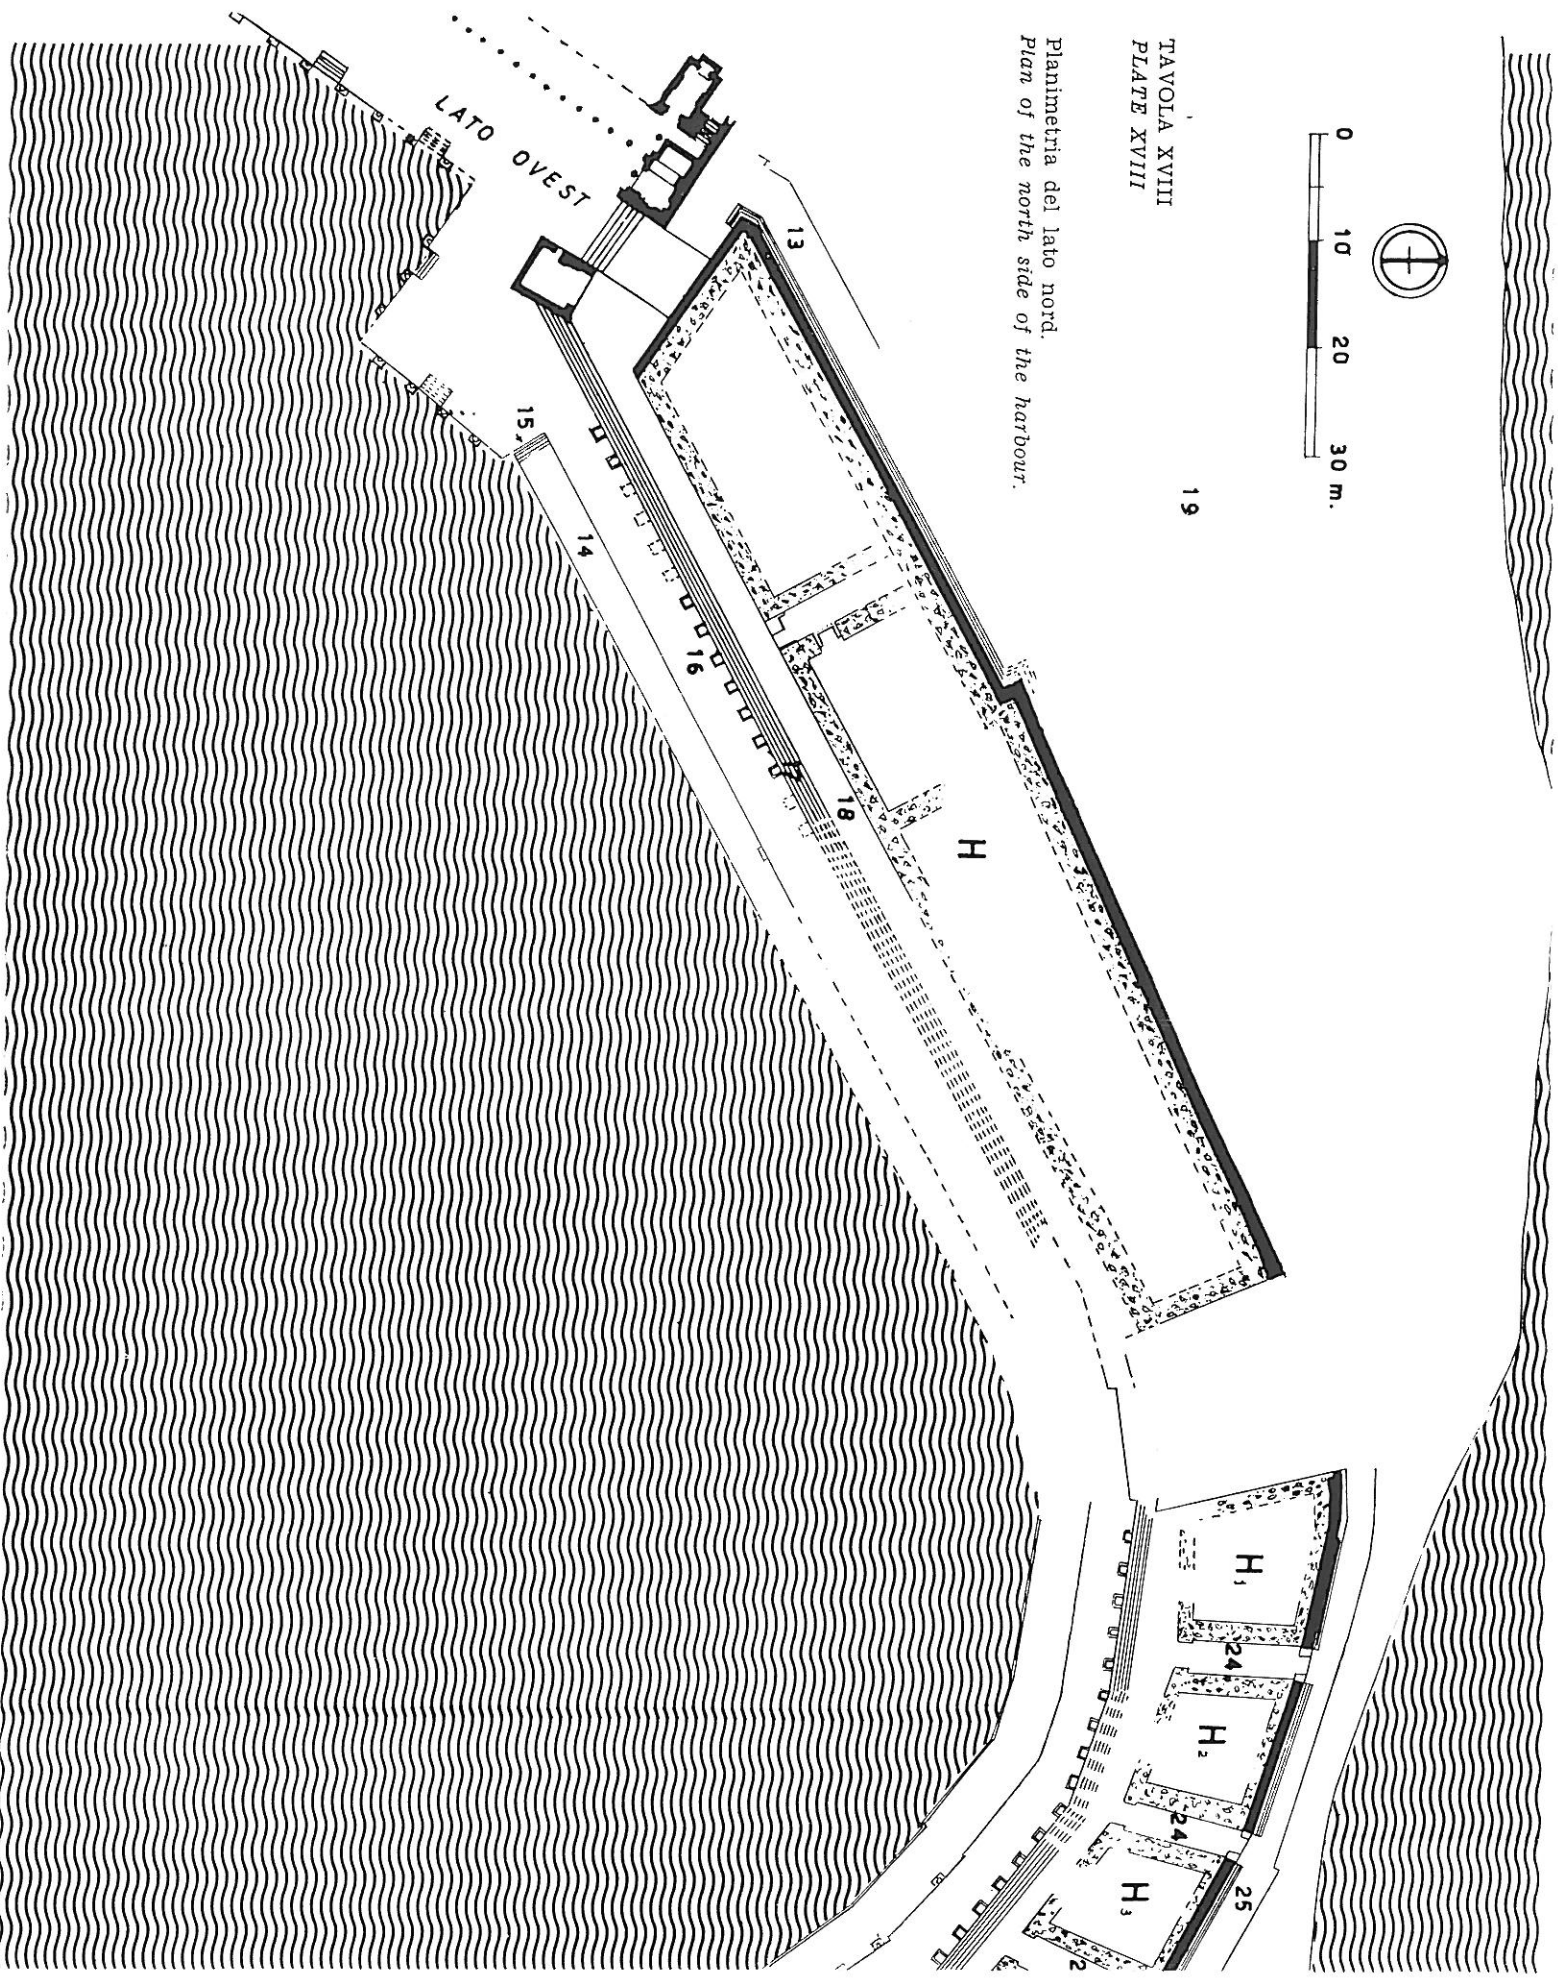 TAVOLA XVIII
PLATE XVIII
Planimetria del lato nord.
Plan of the north side of the harbour.
0 10 20 30 m.
LATO OVEST
13
14
15
16
17
18
19
H
H₁
H₂
H₃
24
24
25
2